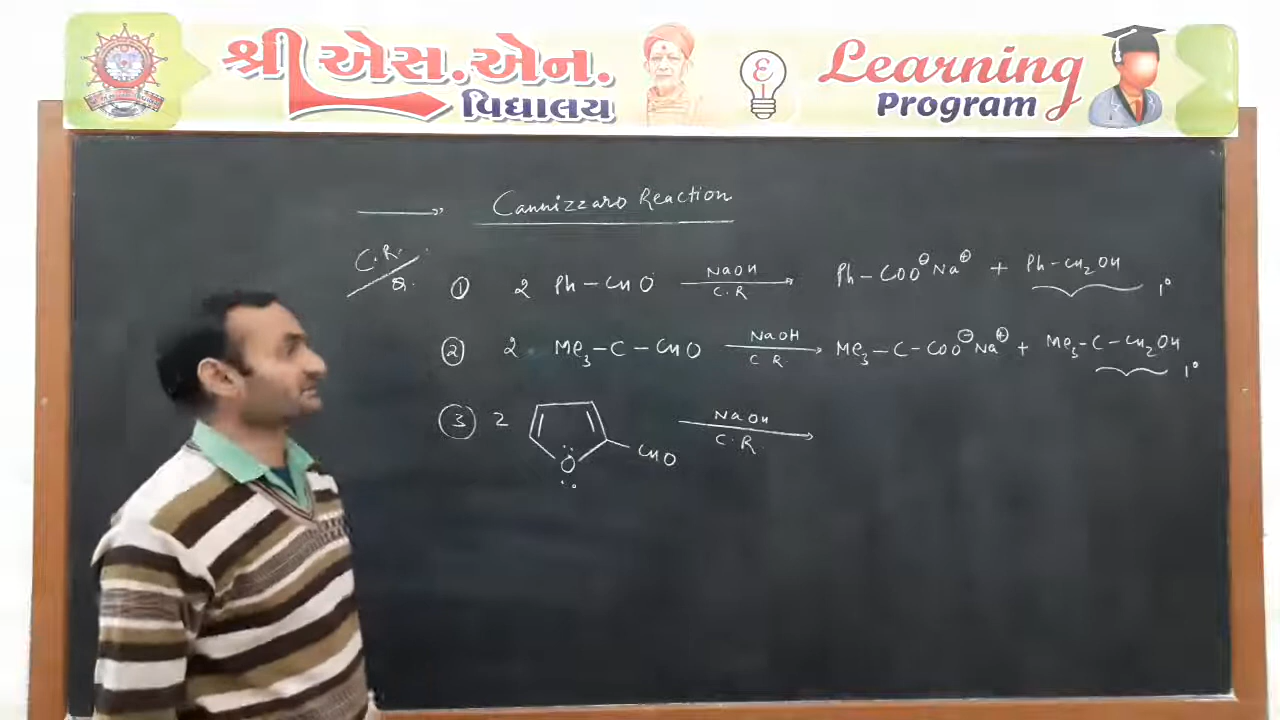 શ્રી એસ.એન.
વિદ્યાલય
Learning
Program
Cannizzaro Reaction
C.R.
① 2 Ph – CHO NaOH C.R Ph – COO⊖ Na⊕ + Ph – CH₂OH 1°
② 2 Me₃ – C – CHO NaOH C.R. Me₃ – C – COO⊖ Na⊕ + Me₃ – C – CH₂OH 1°
③ 2 O CHO NaOH C.R